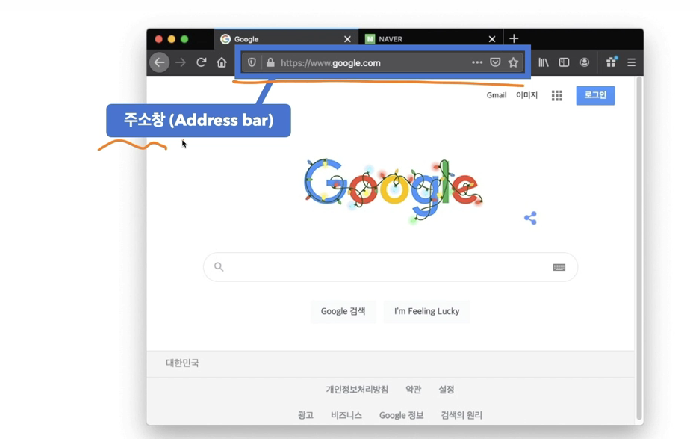 Google
NAVER
https://www.google.com
주소창 (Address bar)
Gmail 이미지 로그인
Google
Google 검색 I'm Feeling Lucky
대한민국
개인정보처리방침 약관 설정
광고 비즈니스 Google 정보 검색의 원리